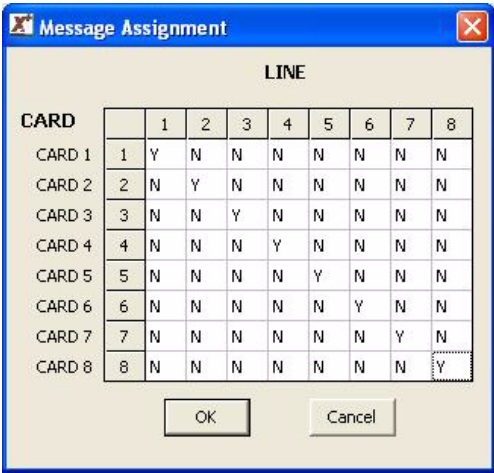 Message Assignment
LINE
CARD
1 2 3 4 5 6 7 8
CARD 1 1 Y N N N N N N N
CARD 2 2 N Y N N N N N N
CARD 3 3 N N Y N N N N N
CARD 4 4 N N N Y N N N N
CARD 5 5 N N N N Y N N N
CARD 6 6 N N N N N Y N N
CARD 7 7 N N N N N N Y N
CARD 8 8 N N N N N N N Y
OK Cancel